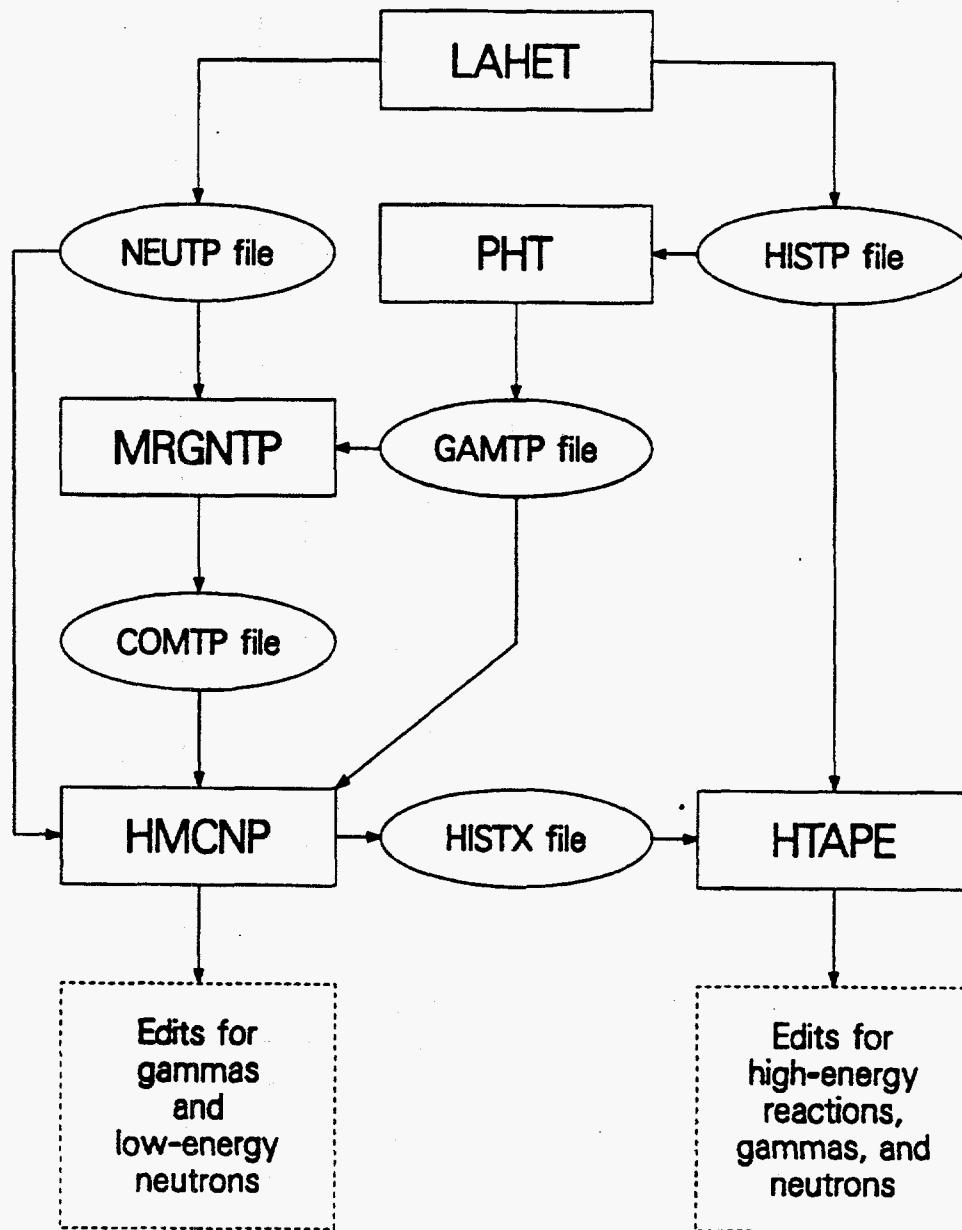 LAHET
NEUTP file
PHT
HISTP file
MRGNTP
GAMTP file
COMTP file
HMCNP
HISTX file
HTAPE
Edits for
gammas
and
low-energy
neutrons
Edits for
high-energy
reactions,
gammas, and
neutrons